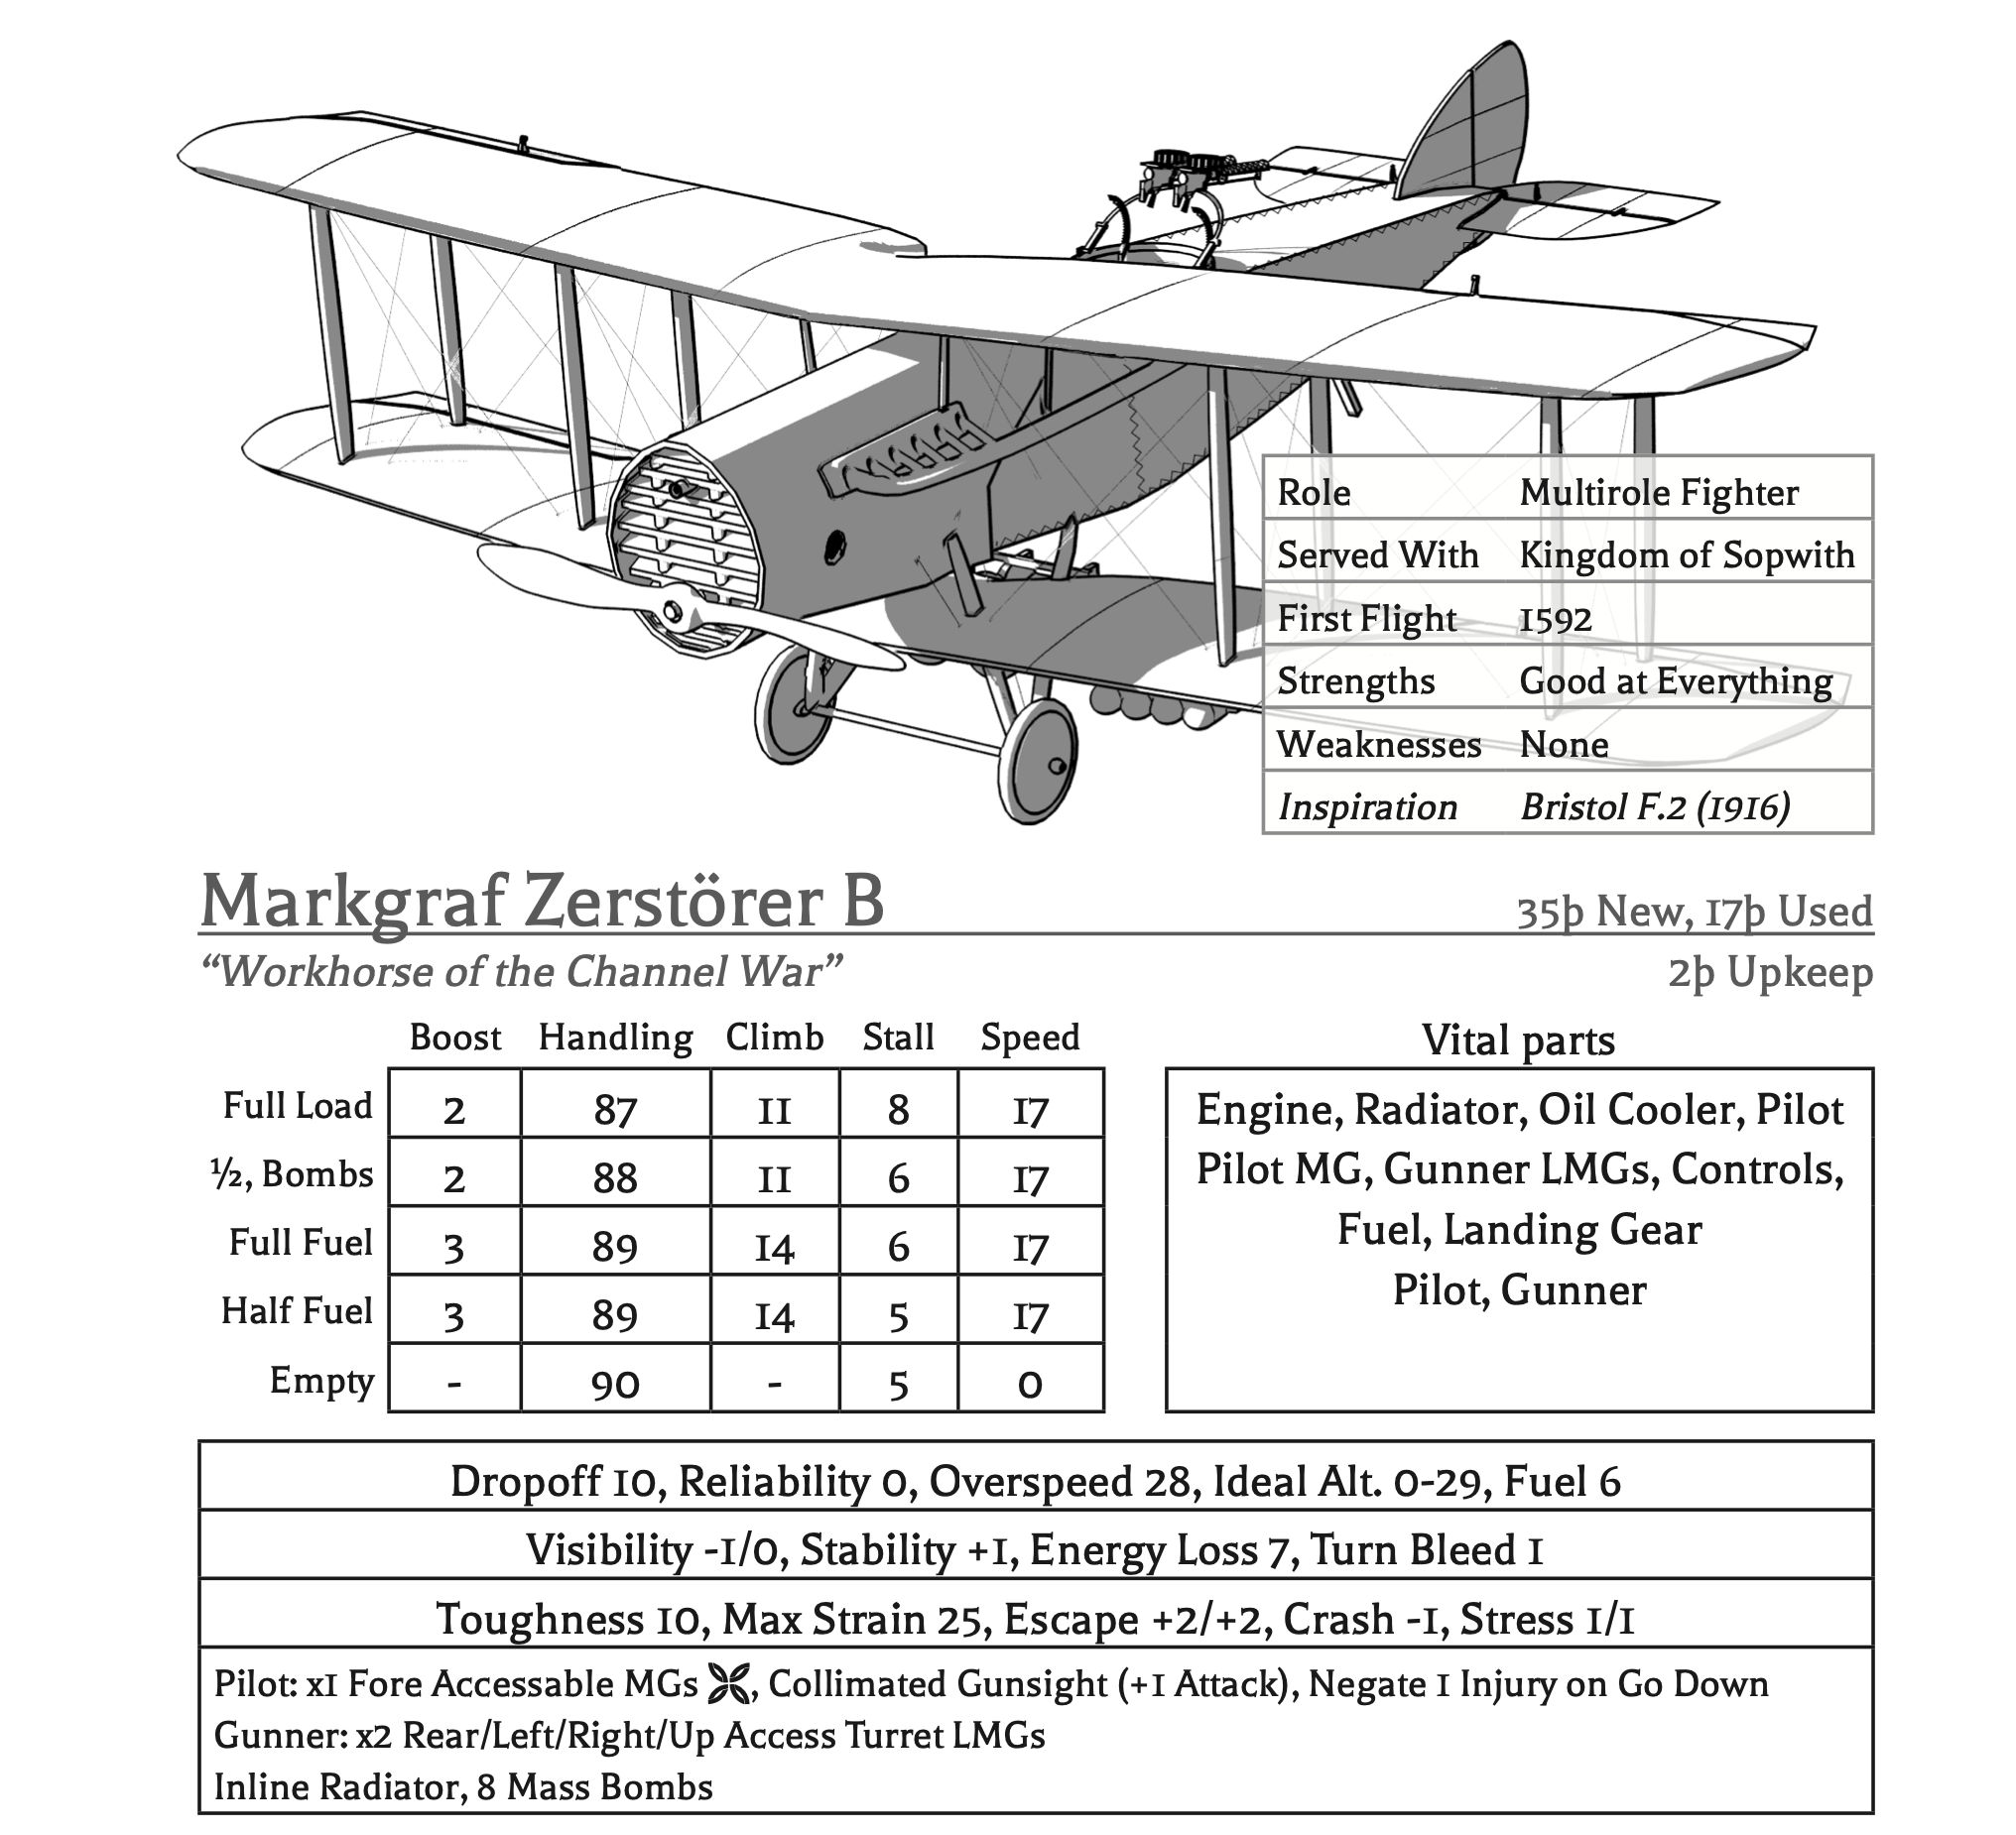 Role Multirole Fighter
Served With Kingdom of Sopwith
First Flight 1592
Strengths Good at Everything
Weaknesses None
Inspiration Bristol F.2 (1916)
Markgraf Zerstörer B 35þ New, 17þ Used
“Workhorse of the Channel War” 2þ Upkeep
Boost Handling Climb Stall Speed
Full Load 2 87 11 8 17
½, Bombs 2 88 11 6 17
Full Fuel 3 89 14 6 17
Half Fuel 3 89 14 5 17
Empty - 90 - 5 0
Vital parts
Engine, Radiator, Oil Cooler, Pilot
Pilot MG, Gunner LMGs, Controls,
Fuel, Landing Gear
Pilot, Gunner
Dropoff 10, Reliability 0, Overspeed 28, Ideal Alt. 0-29, Fuel 6
Visibility -1/0, Stability +1, Energy Loss 7, Turn Bleed 1
Toughness 10, Max Strain 25, Escape +2/+2, Crash -1, Stress 1/1
Pilot: x1 Fore Accessable MGs , Collimated Gunsight (+1 Attack), Negate 1 Injury on Go Down
Gunner: x2 Rear/Left/Right/Up Access Turret LMGs
Inline Radiator, 8 Mass Bombs